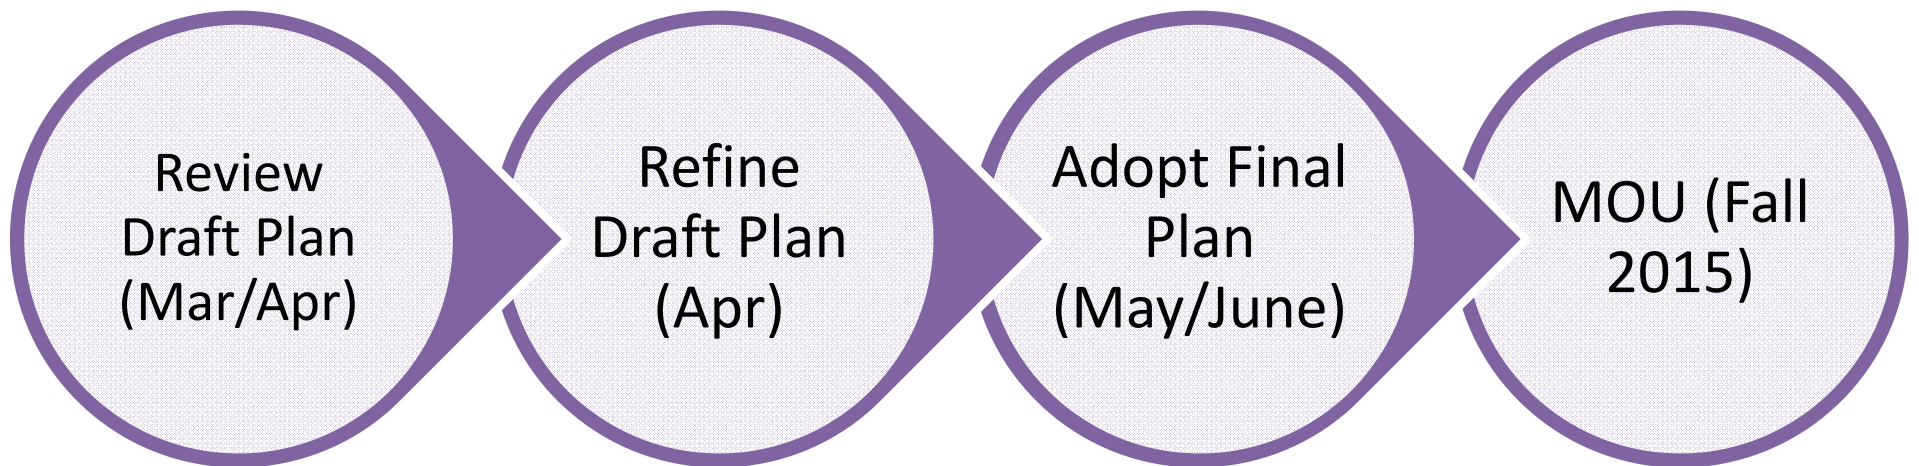 Review
Draft Plan
(Mar/Apr)
Refine
Draft Plan
(Apr)
Adopt Final
Plan
(May/June)
MOU (Fall
2015)